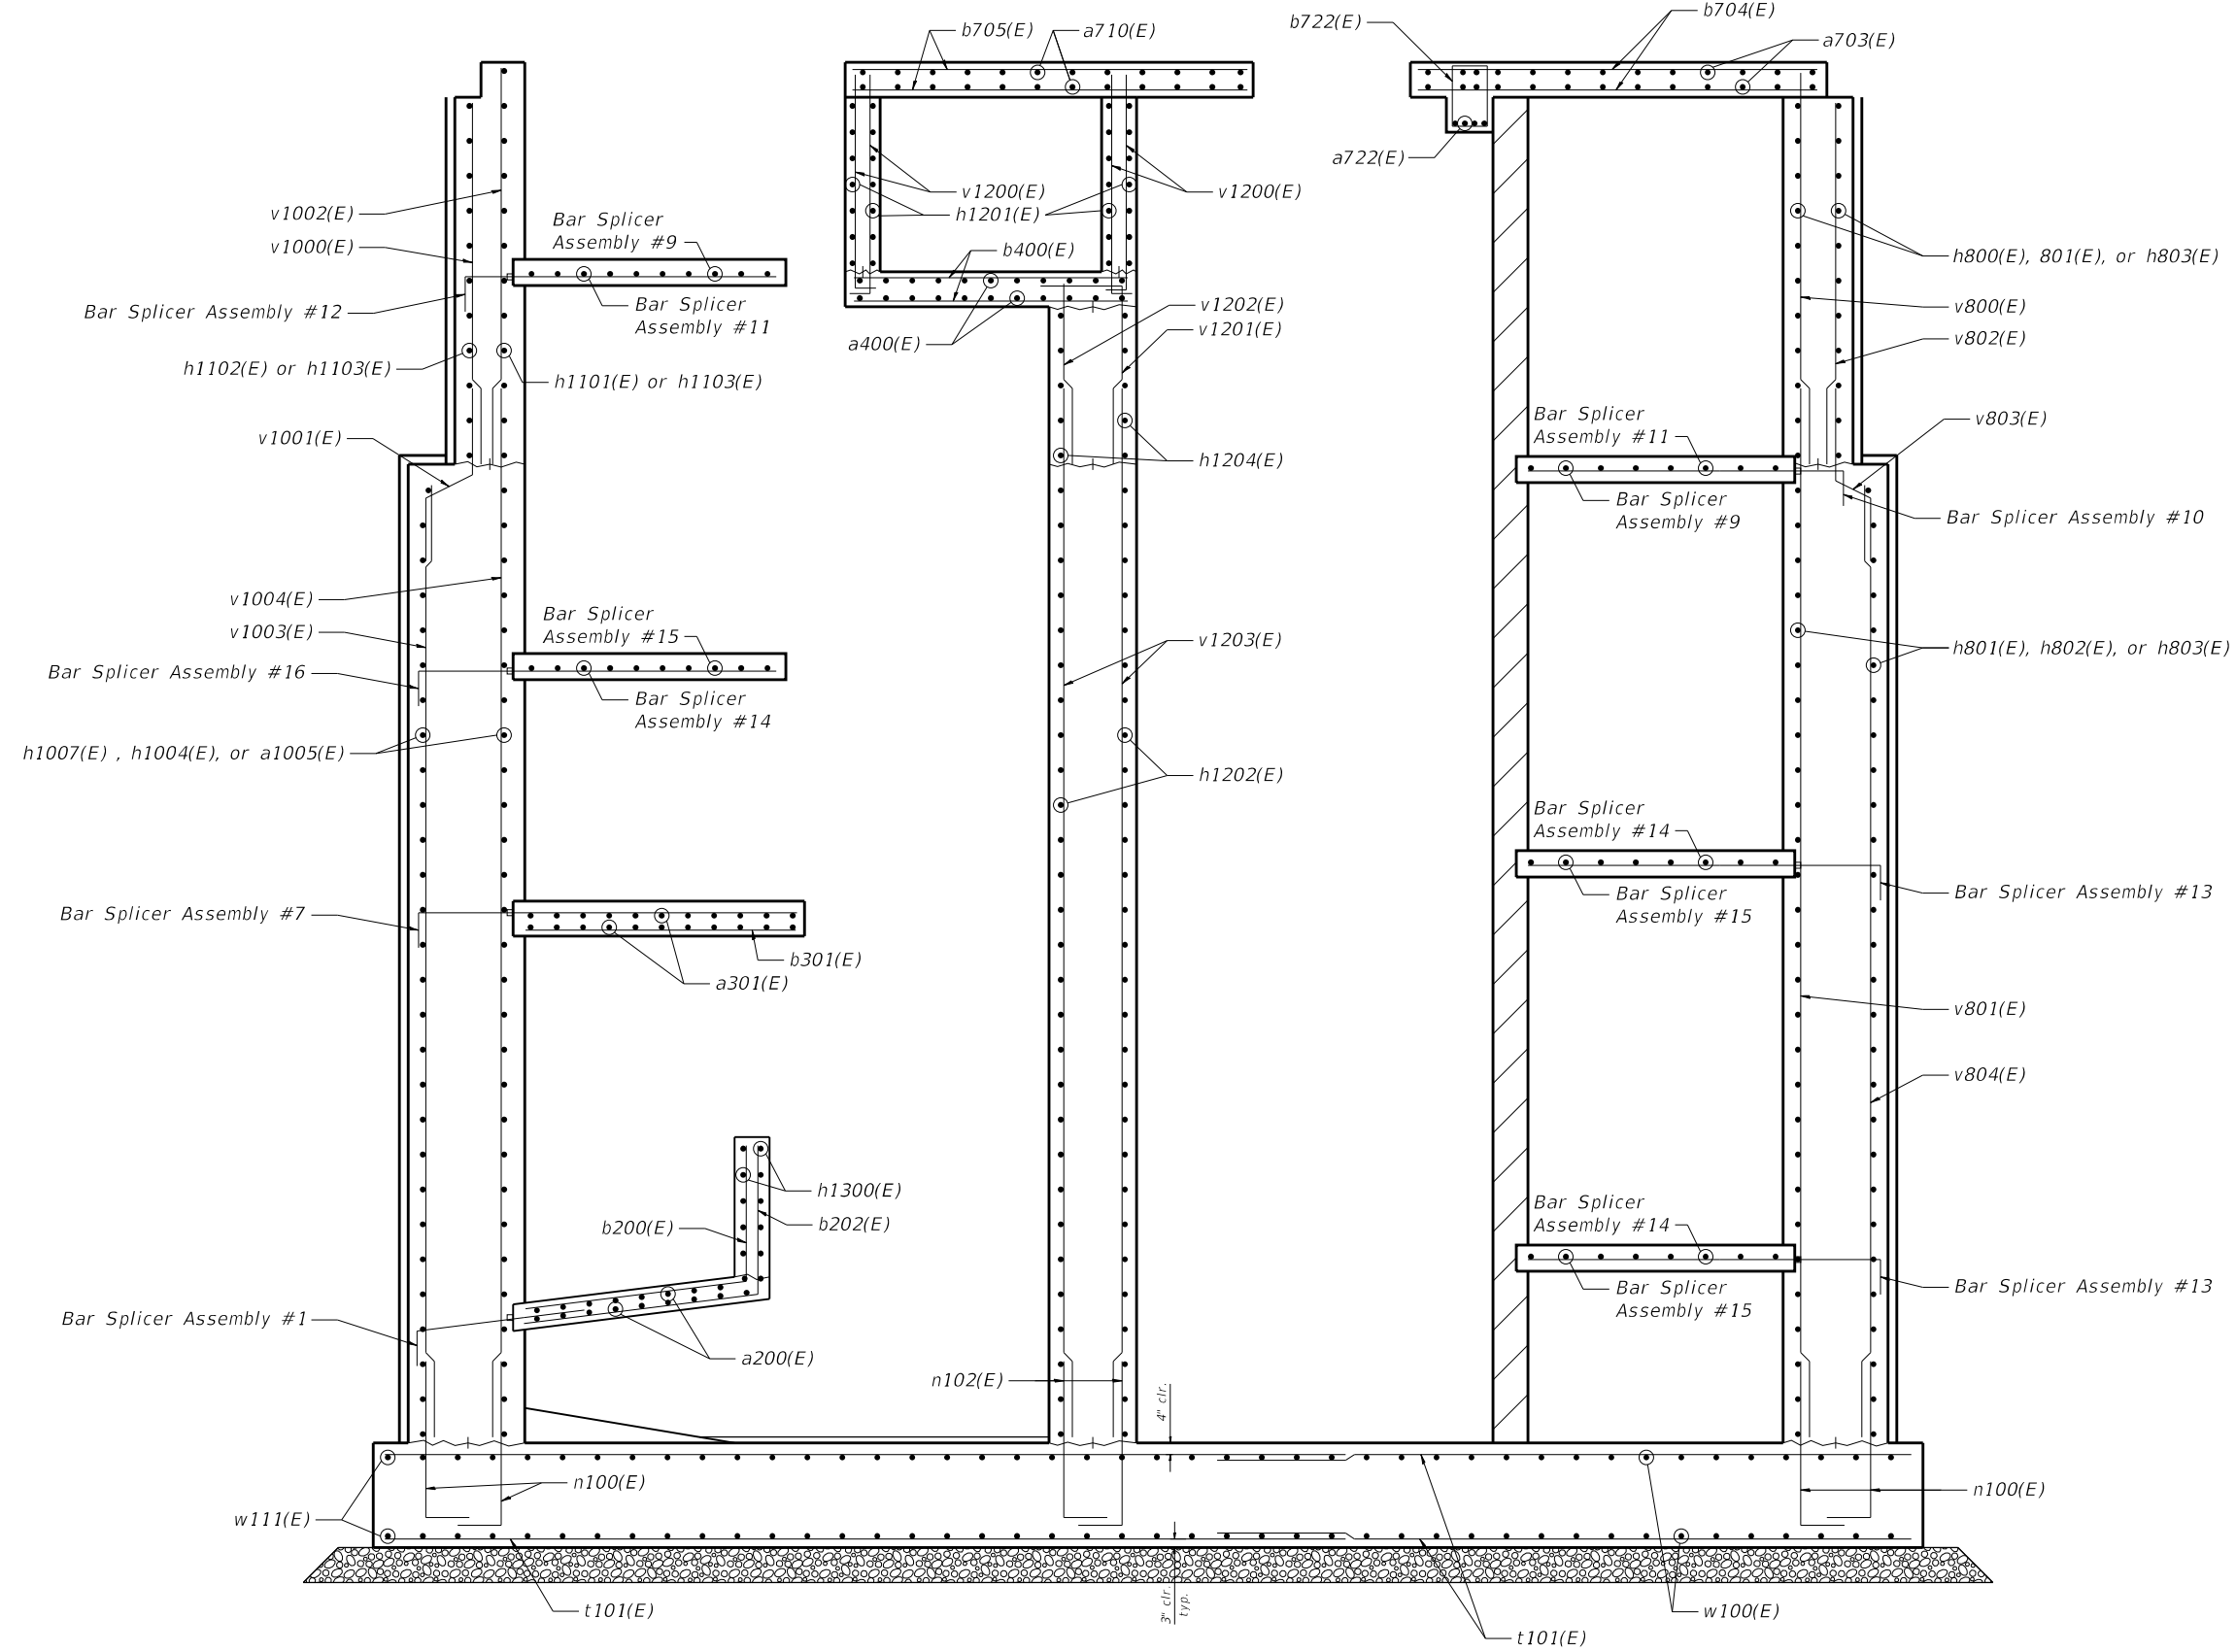 b705(E)
a710(E)
b722(E)
b704(E)
a703(E)
a722(E)
v1002(E)
v1000(E)
Bar Splicer
Assembly #9
v1200(E)
h1201(E)
v1200(E)
b400(E)
h800(E), 801(E), or h803(E)
Bar Splicer Assembly #12
Bar Splicer
Assembly #11
v1202(E)
v1201(E)
v800(E)
a400(E)
v802(E)
h1102(E) or h1103(E)
h1101(E) or h1103(E)
v1001(E)
Bar Splicer
Assembly #11
v803(E)
h1204(E)
Bar Splicer
Assembly #9
Bar Splicer Assembly #10
v1004(E)
v1003(E)
Bar Splicer
Assembly #15
v1203(E)
h801(E), h802(E), or h803(E)
Bar Splicer Assembly #16
Bar Splicer
Assembly #14
h1007(E) , h1004(E), or a1005(E)
h1202(E)
Bar Splicer
Assembly #14
Bar Splicer Assembly #13
Bar Splicer
Assembly #15
Bar Splicer Assembly #7
b301(E)
a301(E)
v801(E)
v804(E)
h1300(E)
b202(E)
b200(E)
Bar Splicer
Assembly #14
Bar Splicer Assembly #13
Bar Splicer
Assembly #15
Bar Splicer Assembly #1
a200(E)
n102(E)
4" clr.
n100(E)
n100(E)
w111(E)
3" clr.
typ.
t101(E)
w100(E)
t101(E)